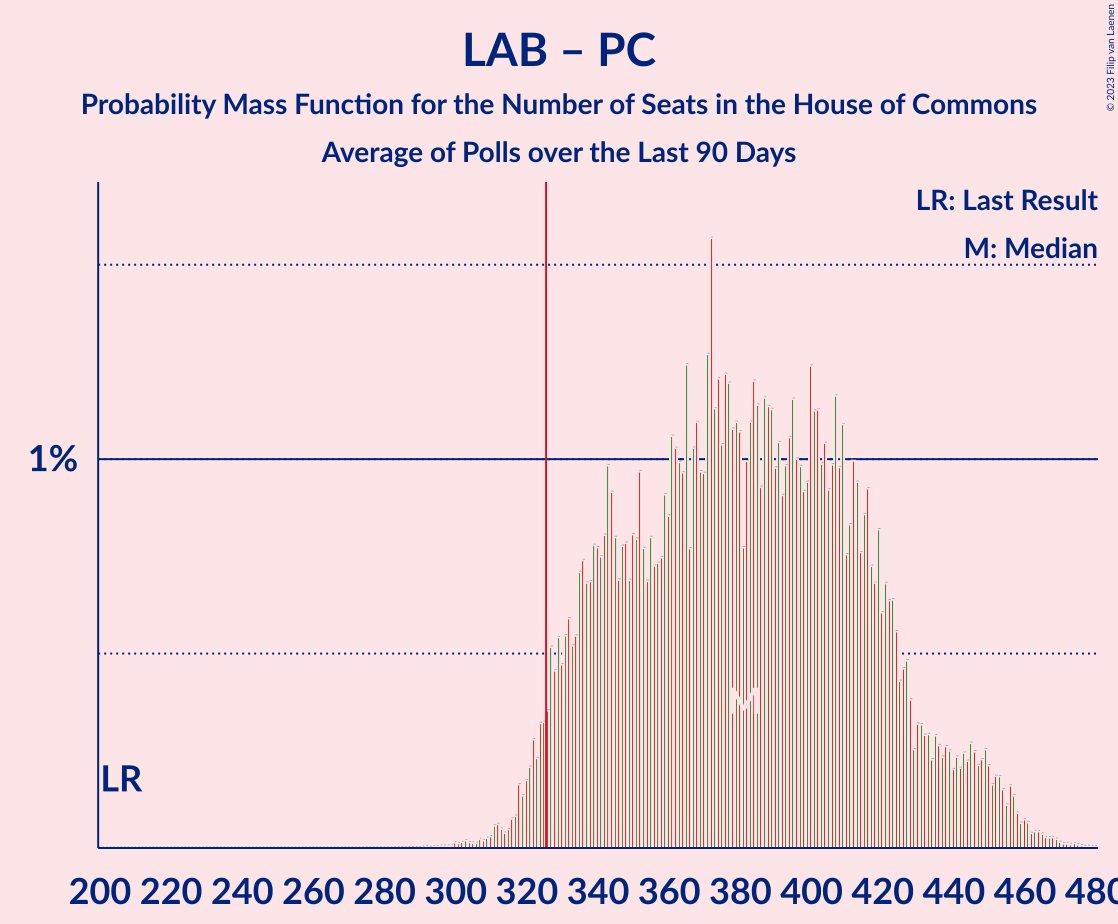 LAB – PC
Probability Mass Function for the Number of Seats in the House of Commons
Average of Polls over the Last 90 Days
© 2023 Filip van Laenen
LR: Last Result
M: Median
1%
M
LR
200 220 240 260 280 300 320 340 360 380 400 420 440 460 480